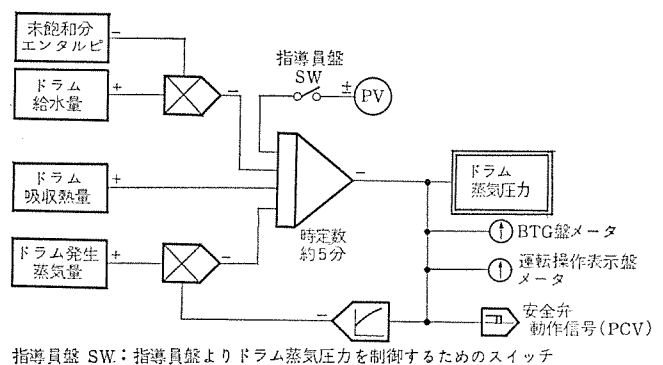 未飽和分
エンタルピ
−
ドラム
給水量
+
−
指導員盤
SW
±
PV
ドラム
吸収熱量
+
−
ドラム
蒸気圧力
時定数
約5分
BTG盤メータ
ドラム発生
蒸気量
+
−
運転操作表示盤
メータ
−
安全弁
動作信号(PCV)
指導員盤 SW.：指導員盤よりドラム蒸気圧力を制御するためのスイッチ